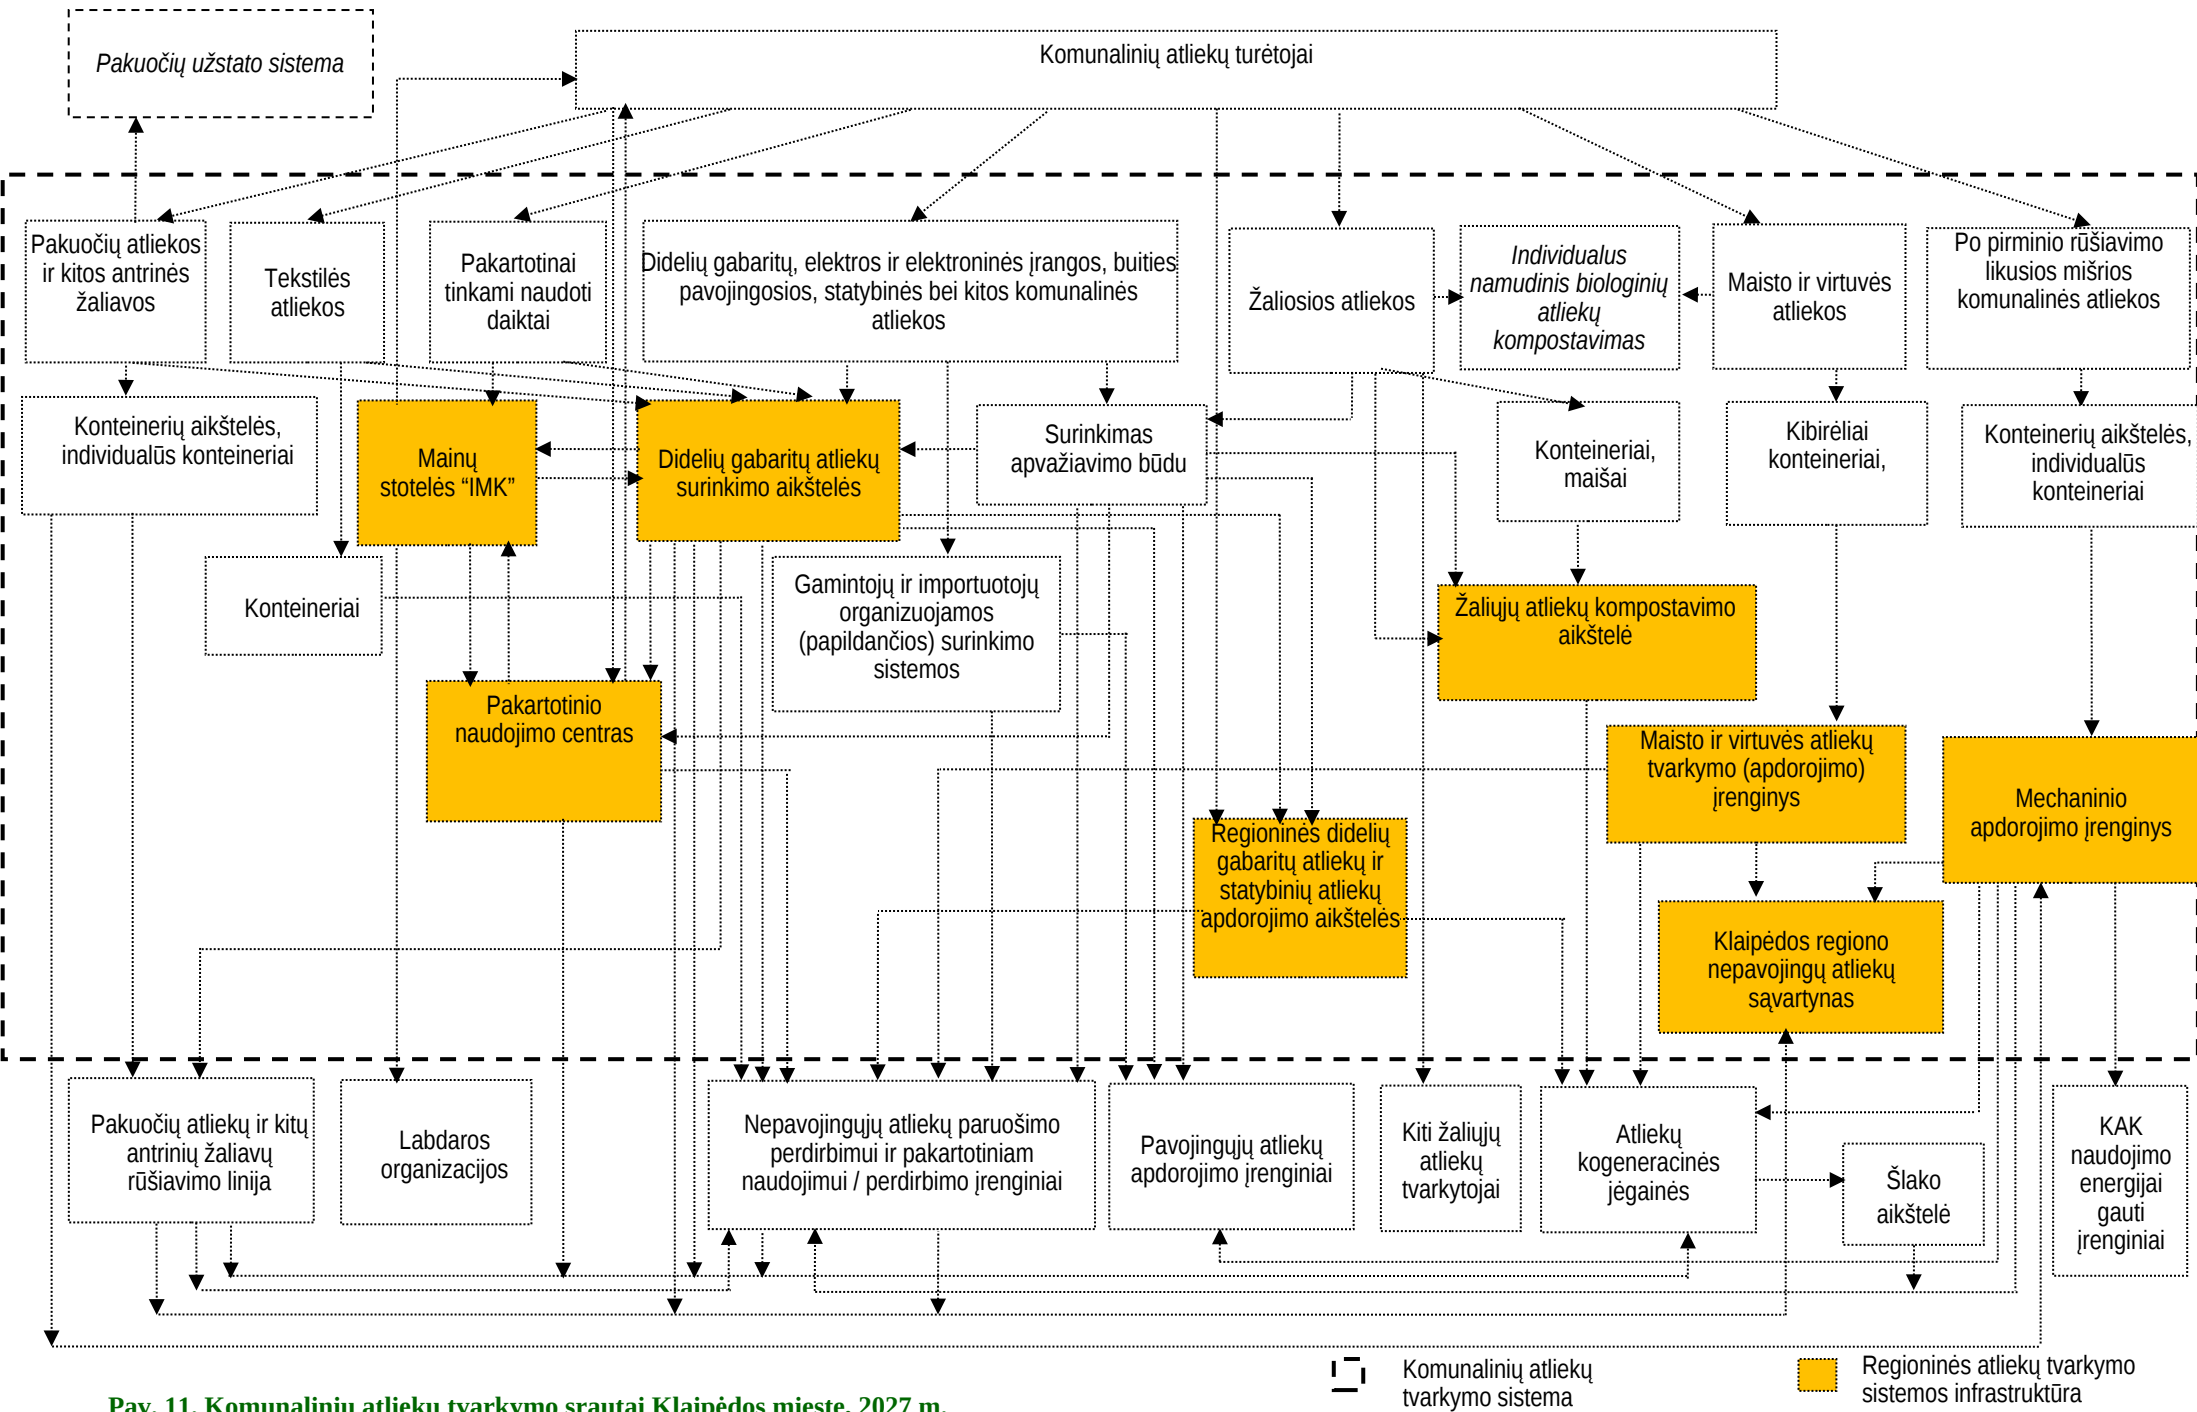 Pakuočių užstato sistema
Komunalinių atliekų turėtojai
Pakuočių atliekos
ir kitos antrinės
žaliavos
Tekstilės
atliekos
Pakartotinai
tinkami naudoti
daiktai
Didelių gabaritų, elektros ir elektroninės įrangos, buities
pavojingosios, statybinės bei kitos komunalinės
atliekos
Žaliosios atliekos
Individualus
namudinis biologinių
atliekų
kompostavimas
Maisto ir virtuvės
atliekos
Po pirminio rūšiavimo
likusios mišrios
komunalinės atliekos
Konteinerių aikštelės,
individualūs konteineriai
Mainų
stotelės “IMK”
Didelių gabaritų atliekų
surinkimo aikštelės
Surinkimas
apvažiavimo būdu
Konteineriai,
maišai
Kibirėliai
konteineriai,
Konteinerių aikštelės,
individualūs
konteineriai
Konteineriai
Gamintojų ir importuotojų
organizuojamos
(papildančios) surinkimo
sistemos
Žaliųjų atliekų kompostavimo
aikštelė
Pakartotinio
naudojimo centras
Maisto ir virtuvės atliekų
tvarkymo (apdorojimo)
įrenginys
Mechaninio
apdorojimo įrenginys
Regioninės didelių
gabaritų atliekų ir
statybinių atliekų
apdorojimo aikštelės
Klaipėdos regiono
nepavojingų atliekų
sąvartynas
Pakuočių atliekų ir kitų
antrinių žaliavų
rūšiavimo linija
Labdaros
organizacijos
Nepavojingųjų atliekų paruošimo
perdirbimui ir pakartotiniam
naudojimui / perdirbimo įrenginiai
Pavojingųjų atliekų
apdorojimo įrenginiai
Kiti žaliųjų
atliekų
tvarkytojai
Atliekų
kogeneracinės
jėgainės
Šlako
aikštelė
KAK
naudojimo
energijai
gauti
įrenginiai
Komunalinių atliekų
tvarkymo sistema
Regioninės atliekų tvarkymo
sistemos infrastruktūra
Pav. 11. Komunalinių atliekų tvarkymo srautai Klaipėdos mieste, 2027 m.